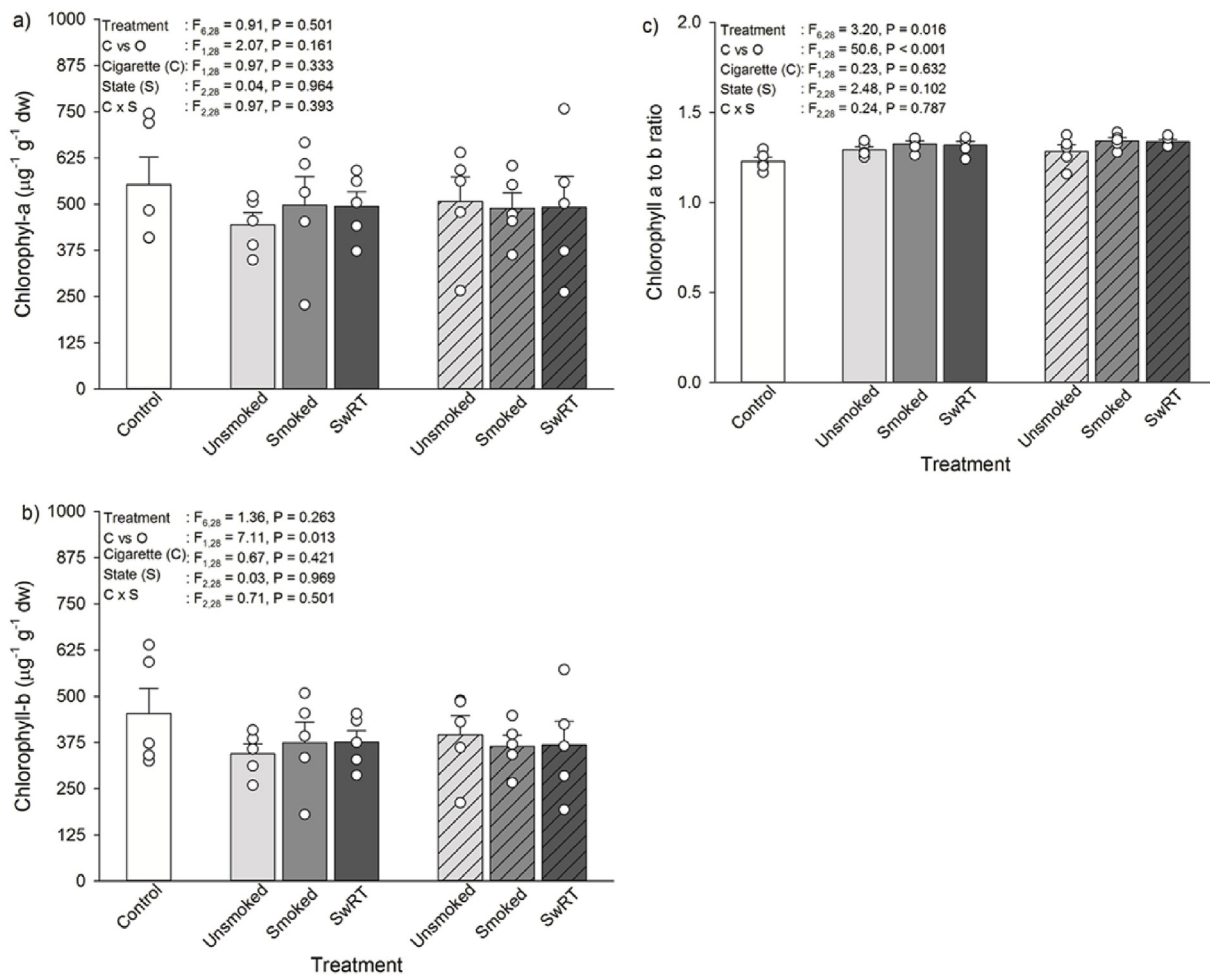 a)
Treatment : F6,28 = 0.91, P = 0.501
C vs O : F1,28 = 2.07, P = 0.161
Cigarette (C): F1,28 = 0.97, P = 0.333
State (S) : F2,28 = 0.04, P = 0.964
C x S : F2,28 = 0.97, P = 0.393
Chlorophyl-a (µg-1 g-1 dw)
1000
875
750
625
500
375
250
125
0
Control
Unsmoked
Smoked
SwRT
Unsmoked
Smoked
SwRT
b)
Treatment : F6,28 = 1.36, P = 0.263
C vs O : F1,28 = 7.11, P = 0.013
Cigarette (C): F1,28 = 0.67, P = 0.421
State (S) : F2,28 = 0.03, P = 0.969
C x S : F2,28 = 0.71, P = 0.501
Chlorophyll-b (µg-1 g-1 dw)
1000
875
750
625
500
375
250
125
0
Control
Unsmoked
Smoked
SwRT
Unsmoked
Smoked
SwRT
Treatment
c)
Treatment : F6,28 = 3.20, P = 0.016
C vs O : F1,28 = 50.6, P < 0.001
Cigarette (C): F1,28 = 0.23, P = 0.632
State (S) : F2,28 = 2.48, P = 0.102
C x S : F2,28 = 0.24, P = 0.787
Chlorophyll a to b ratio
2.0
1.5
1.0
0.5
0.0
Control
Unsmoked
Smoked
SwRT
Unsmoked
Smoked
SwRT
Treatment